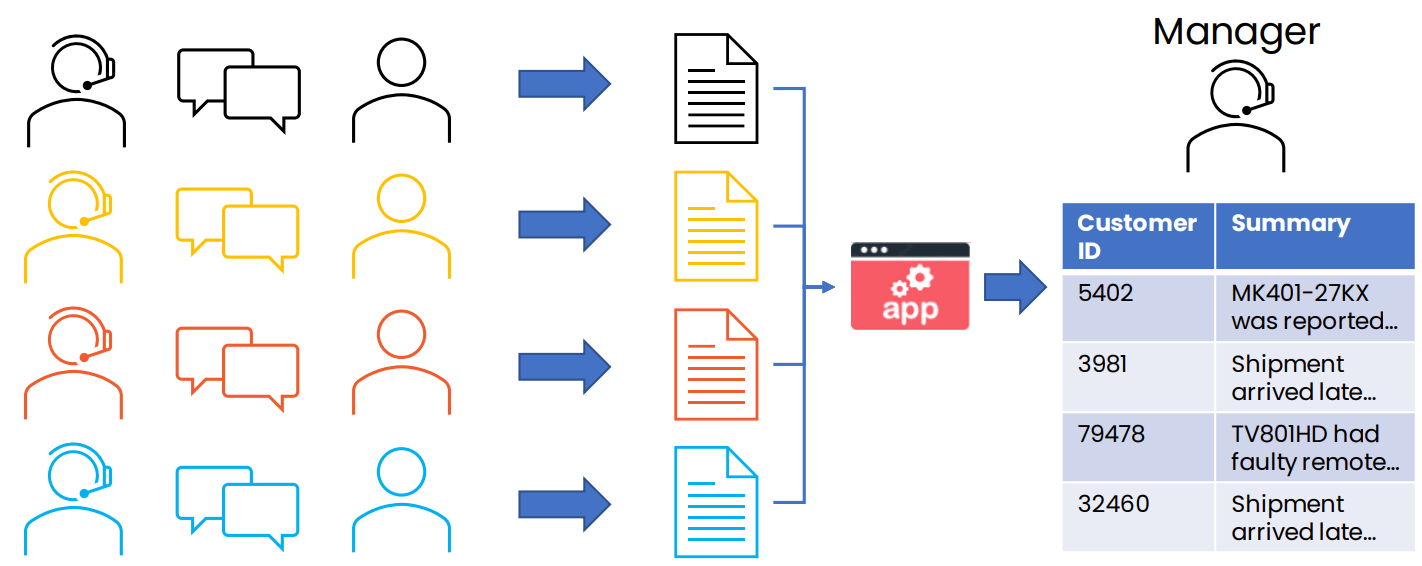 Manager
app
Customer
ID
Summary
5402
MK401-27KX
was reported...
3981
Shipment
arrived late...
79478
TV801HD had
faulty remote...
32460
Shipment
arrived late...